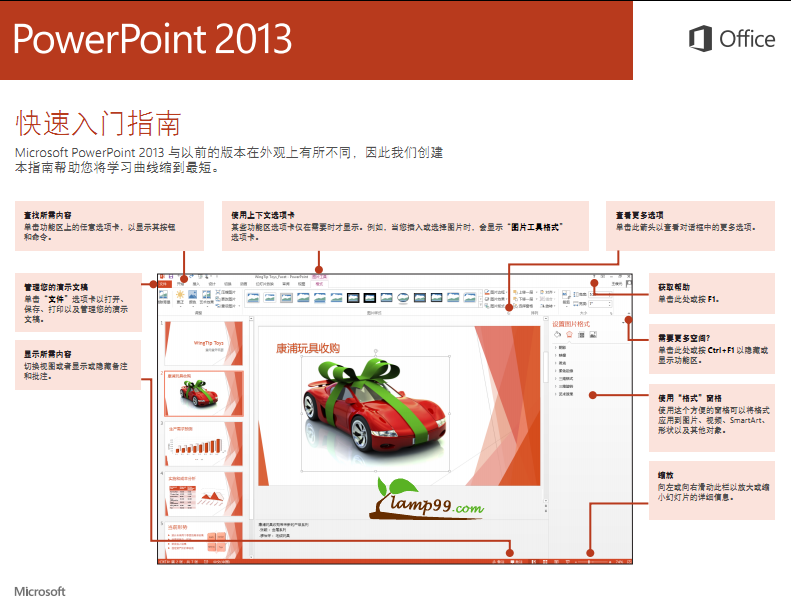 PowerPoint 2013
Office
快速入门指南
Microsoft PowerPoint 2013 与以前的版本在外观上有所不同，因此我们创建
本指南帮助您将学习曲线缩到最短。
查找所需内容
单击功能区上的任意选项卡，以显示其按钮
和命令。
使用上下文选项卡
某些功能区选项卡仅在需要时才显示。例如，当您插入或选择图片时，会显示“图片工具格式”
选项卡。
查看更多选项
单击此箭头以查看对话框中的更多选项。
管理您的演示文稿
单击“文件”选项卡以打开、
保存、打印以及管理您的演示
文稿。
显示所需内容
切换视图或者显示或隐藏备注
和批注。
获取帮助
单击此处或按 F1。
需要更多空间？
单击此处或按 Ctrl+F1 以隐藏或
显示功能区。
使用“格式”窗格
使用这个方便的窗格可以将格式
应用到图片、视频、SmartArt、
形状以及其他对象。
缩放
向左或向右滑动此栏以放大或缩
小幻灯片的详细信息。
WingTip Toys
康浦玩具收购
设置图片格式
lamp99.com
Microsoft